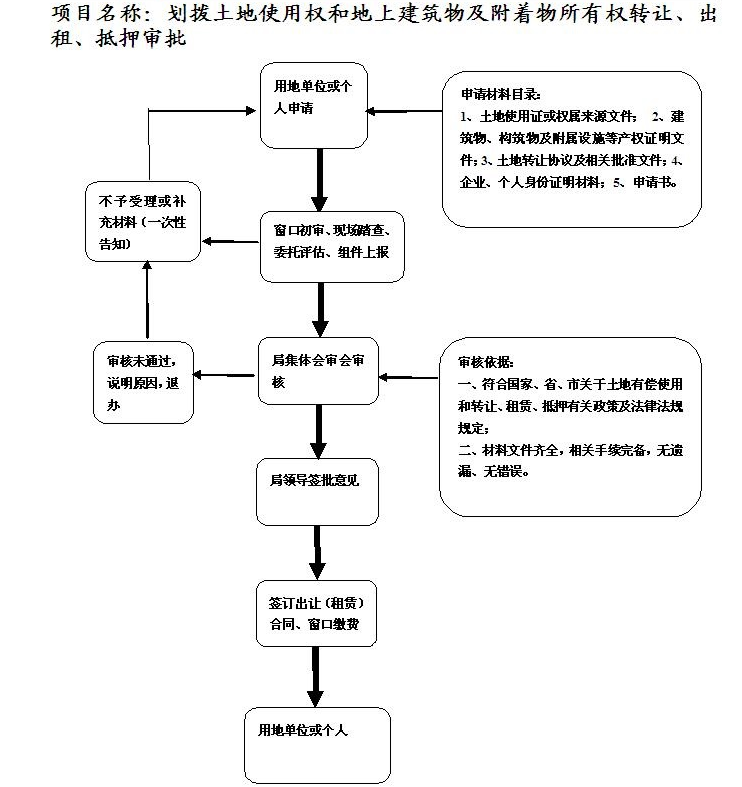 项目名称：划拨土地使用权和地上建筑物及附着物所有权转让、出
租、抵押审批
用地单位或个
人申请
申请材料目录：
1、土地使用证或权属来源文件； 2、建
筑物、构筑物及附属设施等产权证明文
件；3、土地转让协议及相关批准文件；4、
企业、个人身份证明材料；5、申请书。
不予受理或补
充材料（一次性
告知）
窗口初审、现场踏查、
委托评估、组件上报
审核未通过，
说明原因，退
办
局集体会审会审
核
审核依据：
一、符合国家、省、市关于土地有偿使用
和转让、租赁、抵押有关政策及法律法规
规定；
二、材料文件齐全，相关手续完备，无遗
漏、无错误。
局领导签批意见
签订出让（租赁）
合同、窗口缴费
用地单位或个人